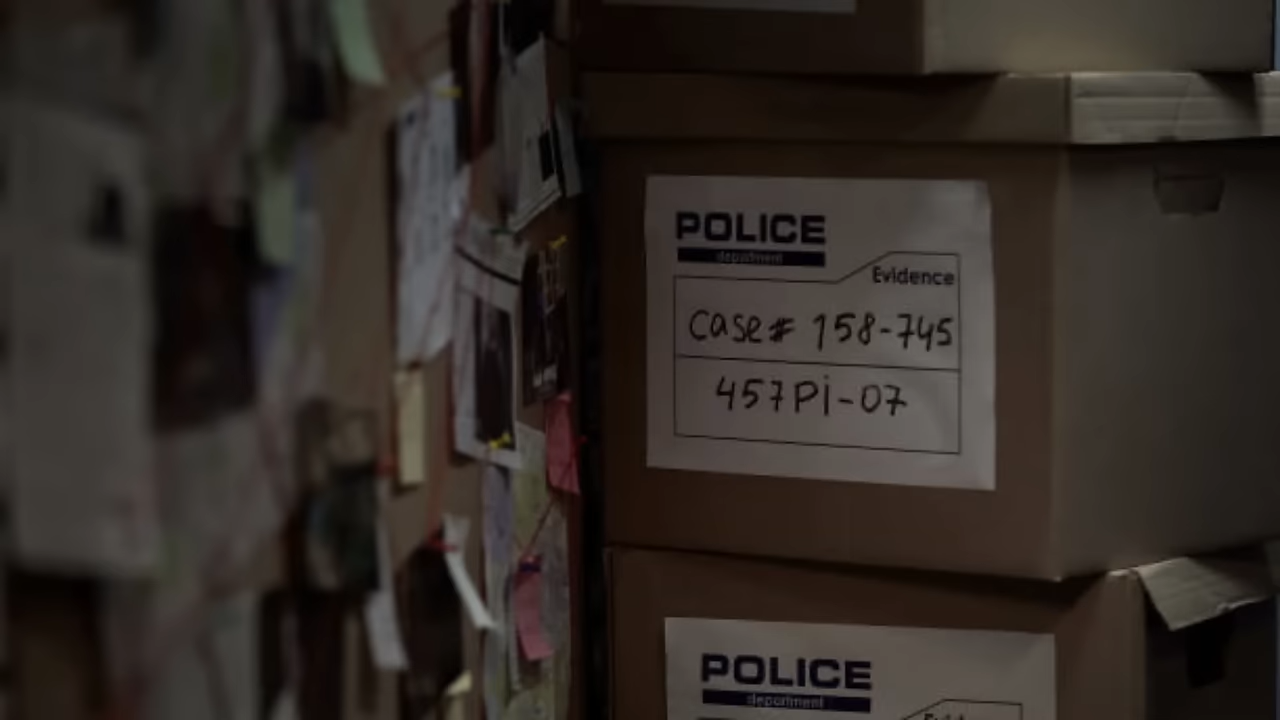 POLICE
department
Evidence
Case# 158-745
457Pi-07
POLICE
department